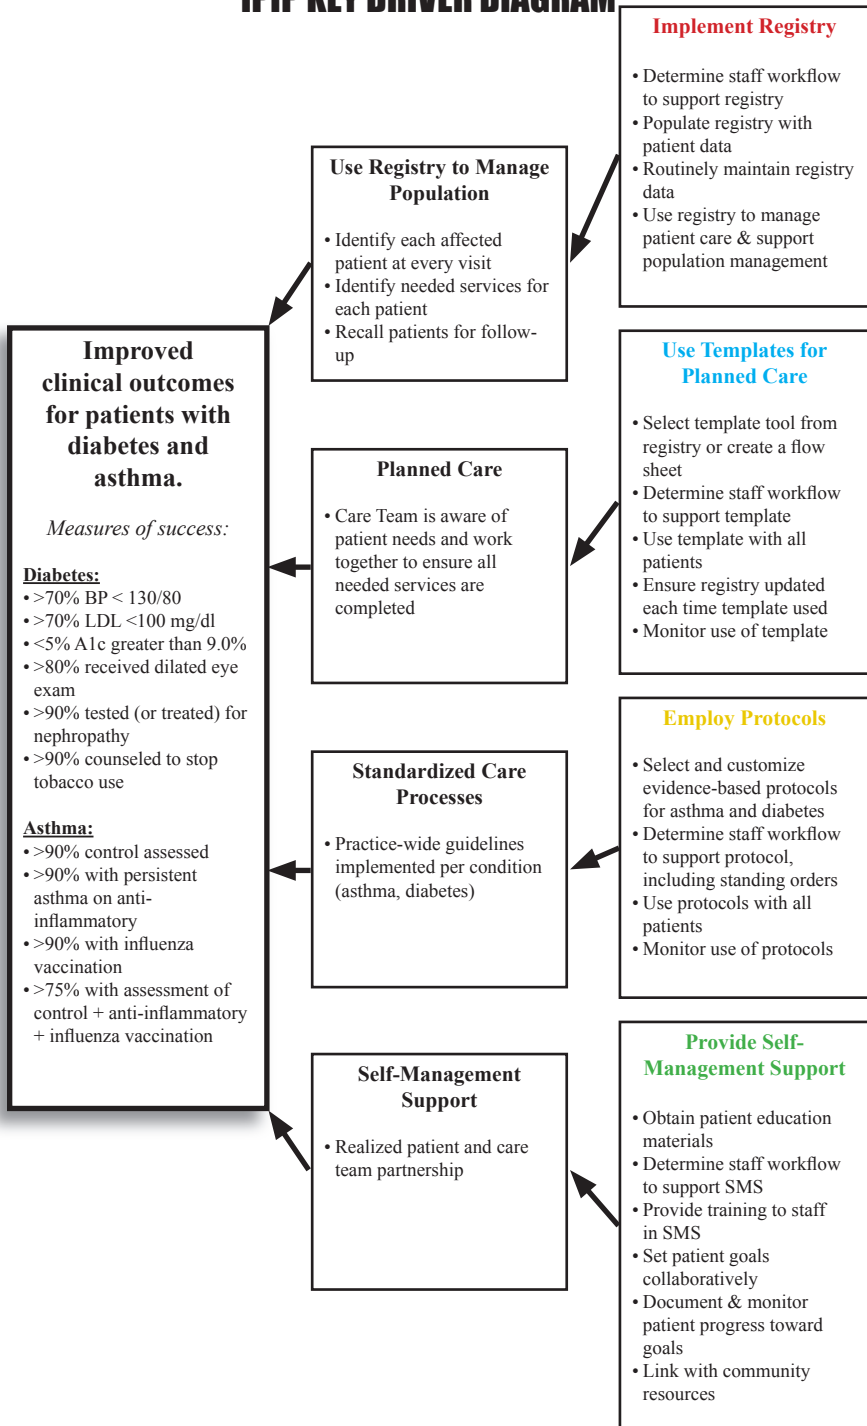 IPIP KEY DRIVER DIAGRAM
Improved
clinical outcomes
for patients with
diabetes and
asthma.
Measures of success:
Diabetes:
• >70% BP < 130/80
• >70% LDL <100 mg/dl
• <5% A1c greater than 9.0%
• >80% received dilated eye
exam
• >90% tested (or treated) for
nephropathy
• >90% counseled to stop
tobacco use
Asthma:
• >90% control assessed
• >90% with persistent
asthma on anti-
inflammatory
• >90% with influenza
vaccination
• >75% with assessment of
control + anti-inflammatory
+ influenza vaccination
Use Registry to Manage
Population
• Identify each affected
patient at every visit
• Identify needed services for
each patient
• Recall patients for follow-
up
Planned Care
• Care Team is aware of
patient needs and work
together to ensure all
needed services are
completed
Standardized Care
Processes
• Practice-wide guidelines
implemented per condition
(asthma, diabetes)
Self-Management
Support
• Realized patient and care
team partnership
Implement Registry
• Determine staff workflow
to support registry
• Populate registry with
patient data
• Routinely maintain registry
data
• Use registry to manage
patient care & support
population management
Use Templates for
Planned Care
• Select template tool from
registry or create a flow
sheet
• Determine staff workflow
to support template
• Use template with all
patients
• Ensure registry updated
each time template used
• Monitor use of template
Employ Protocols
• Select and customize
evidence-based protocols
for asthma and diabetes
• Determine staff workflow
to support protocol,
including standing orders
• Use protocols with all
patients
• Monitor use of protocols
Provide Self-
Management Support
• Obtain patient education
materials
• Determine staff workflow
to support SMS
• Provide training to staff
in SMS
• Set patient goals
collaboratively
• Document & monitor
patient progress toward
goals
• Link with community
resources